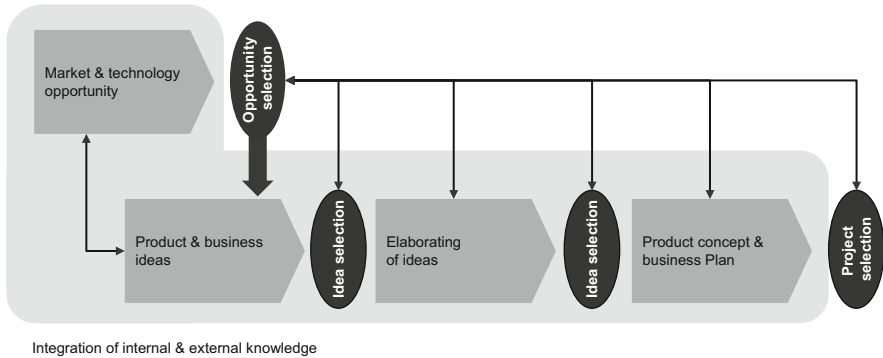 Market & technology
opportunity
Opportunity
selection
Product & business
ideas
Idea selection
Elaborating
of ideas
Idea selection
Product concept &
business Plan
Project
selection
Integration of internal & external knowledge